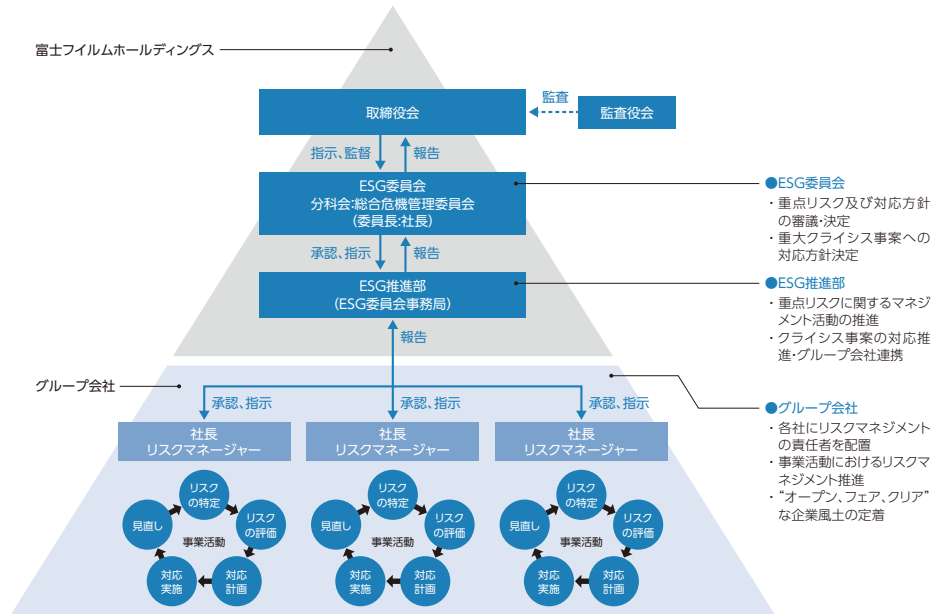 富士フイルムホールディングス
取締役会
監査
監査役会
指示、監督
報告
ESG委員会
分科会:総合危機管理委員会
(委員長:社長)
承認、指示
報告
ESG推進部
(ESG委員会事務局)
報告
●ESG委員会
・重点リスク及び対応方針
の審議・決定
・重大クライシス事案への
対応方針決定
●ESG推進部
・重点リスクに関するマネジ
メント活動の推進
・クライシス事案の対応推
進・グループ会社連携
グループ会社
承認、指示
承認、指示
承認、指示
社長
リスクマネージャー
社長
リスクマネージャー
社長
リスクマネージャー
●グループ会社
・各社にリスクマネジメント
の責任者を配置
・事業活動におけるリスクマ
ネジメント推進
・“オープン、フェア、クリア”
な企業風土の定着
リスク
の特定
リスク
の評価
対応
計画
対応
実施
見直し
事業活動
リスク
の特定
リスク
の評価
対応
計画
対応
実施
見直し
事業活動
リスク
の特定
リスク
の評価
対応
計画
対応
実施
見直し
事業活動